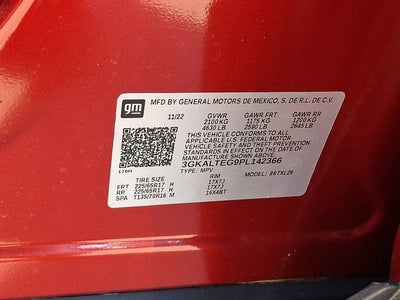 gm
MFD BY GENERAL MOTORS DE MEXICO, S. DE R.L. DE C.V.
11/22 GVWR GAWR FRT GAWR RR
2100 KG 1175 KG 1200 KG
4630 LB 2590 LB 2645 LB
THIS VEHICLE CONFORMS TO ALL
APPLICABLE U.S. FEDERAL MOTOR
VEHICLE SAFETY, BUMPER, AND THEFT
PREVENTION STANDARDS IN
EFFECT ON THE DATE OF
MANUFACTURE SHOWN ABOVE.
3GKALTEG9PL142366
TYPE: MPV MODEL: 96TXL26
TIRE SIZE RIM
FRT 225/65R17 H 17X7J
RR 225/65R17 H 17X7J
SPA T135/70R16 M 16X4BT